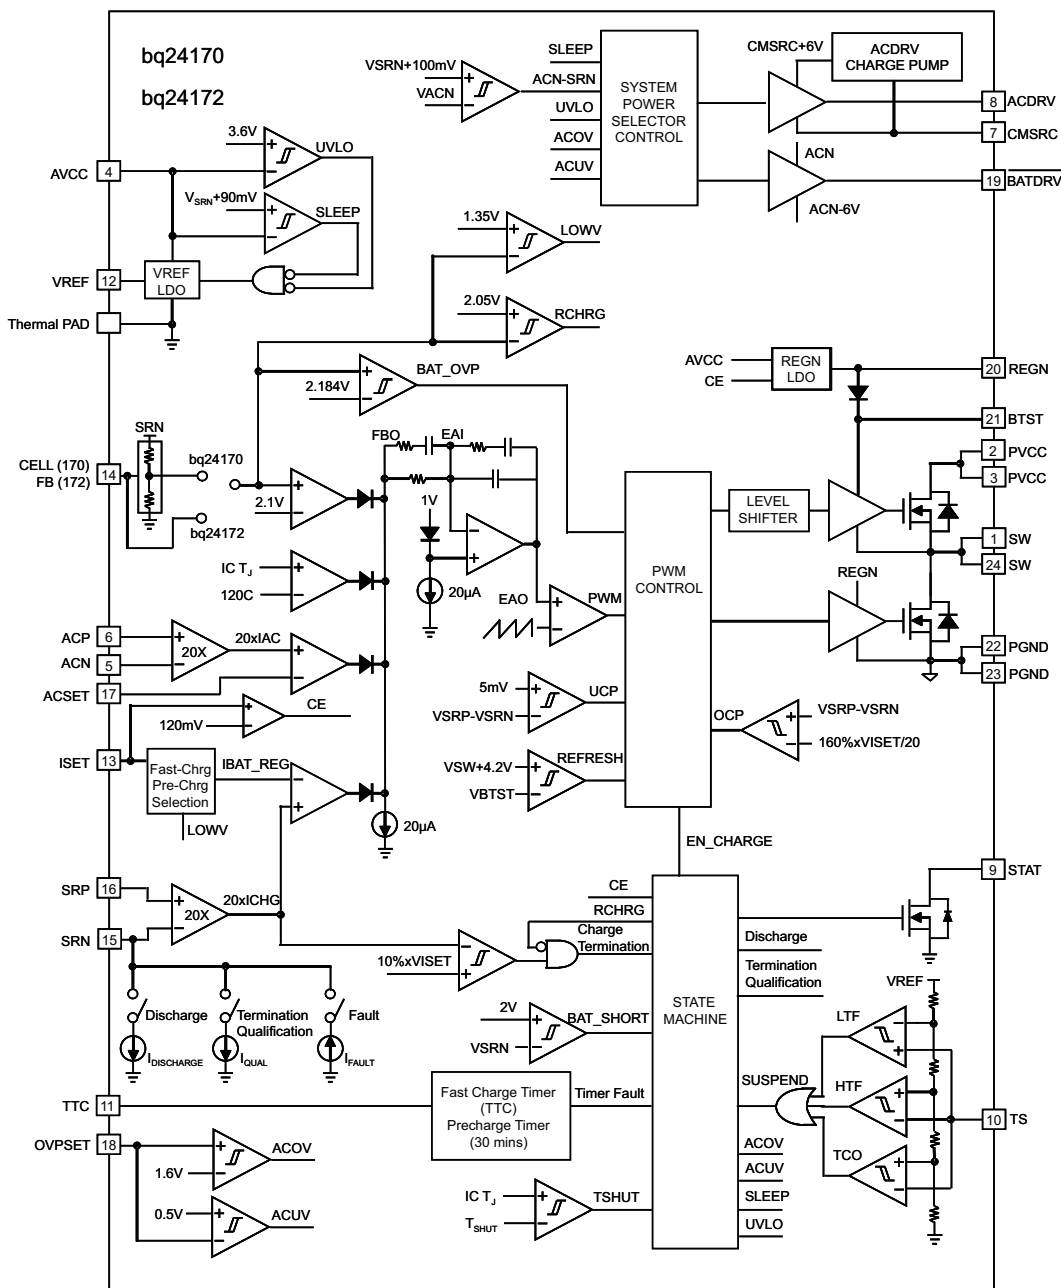 bq24170
bq24172
SLEEP
ACN-SRN
UVLO
ACOV
ACUV
VSRN+100mV
VACN
+
−
SYSTEM
POWER
SELECTOR
CONTROL
CMSRC+6V
ACDRV
CHARGE PUMP
8 ACDRV
7 CMSRC
ACN
19 BATDRV
ACN-6V
3.6V
+
−
UVLO
AVCC 4
VSRN+90mV
+
−
SLEEP
VREF 12
VREF
LDO
Thermal PAD
1.35V
+
−
LOWV
2.05V
+
−
RCHRG
BAT_OVP
+
−
2.184V
AVCC
CE
REGN
LDO
20 REGN
21 BTST
2 PVCC
3 PVCC
1 SW
24 SW
22 PGND
23 PGND
SRN
CELL (170)
FB (172)
14
bq24170
bq24172
2.1V
+
−
FBO
EAI
1V
−
+
20µA
IC TJ
120C
+
−
EAO
+
−
PWM
PWM
CONTROL
LEVEL
SHIFTER
REGN
ACP 6
ACN 5
ACSET 17
+
−
20X
20xIAC
+
−
120mV
+
−
CE
ISET 13
Fast-Chrg
Pre-Chrg
Selection
LOWV
IBAT_REG
−
+
20µA
5mV
VSRP-VSRN
+
−
UCP
VSW+4.2V
VBTST
+
−
REFRESH
OCP
+
−
VSRP-VSRN
160%xVISET/20
EN_CHARGE
SRP 16
SRN 15
+
−
20X
20xICHG
10%xVISET
−
+
CE
RCHRG
Charge
Termination
STATE
MACHINE
9 STAT
Discharge
Termination
Qualification
Discharge
Termination
Qualification
Fault
IDISCHARGE
IQUAL
IFAULT
2V
VSRN
+
−
BAT_SHORT
TTC 11
Fast Charge Timer
(TTC)
Precharge Timer
(30 mins)
Timer Fault
VREF
LTF
−
+
SUSPEND
HTF
+
−
TCO
+
−
10 TS
OVPSET 18
1.6V
+
−
ACOV
0.5V
+
−
ACUV
IC TJ
TSHUT
+
−
TSHUT
ACOV
ACUV
SLEEP
UVLO